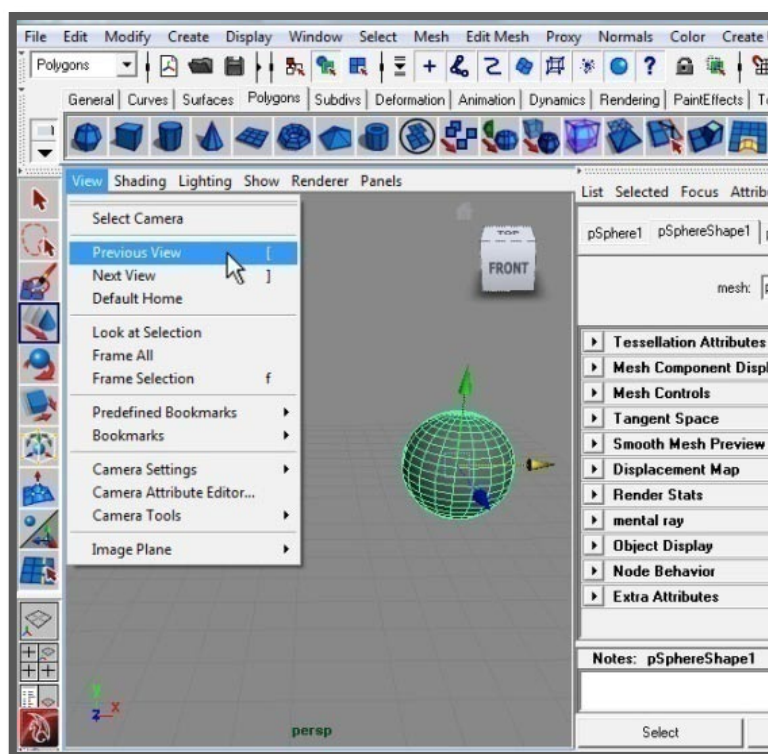 File Edit Modify Create Display Window Select Mesh Edit Mesh Proxy Normals Color Create
Polygons
General Curves Surfaces Polygons Subdivs Deformation Animation Dynamics Rendering PaintEffects
View Shading Lighting Show Renderer Panels
List Selected Focus Attrib
Select Camera
Previous View [
Next View ]
Default Home
Look at Selection
Frame All
Frame Selection f
Predefined Bookmarks
Bookmarks
Camera Settings
Camera Attribute Editor...
Camera Tools
Image Plane
TOP
FRONT
y
z x
persp
pSphere1 pSphereShape1
mesh:
Tessellation Attributes
Mesh Component Displ
Mesh Controls
Tangent Space
Smooth Mesh Preview
Displacement Map
Render Stats
mental ray
Object Display
Node Behavior
Extra Attributes
Notes: pSphereShape1
Select